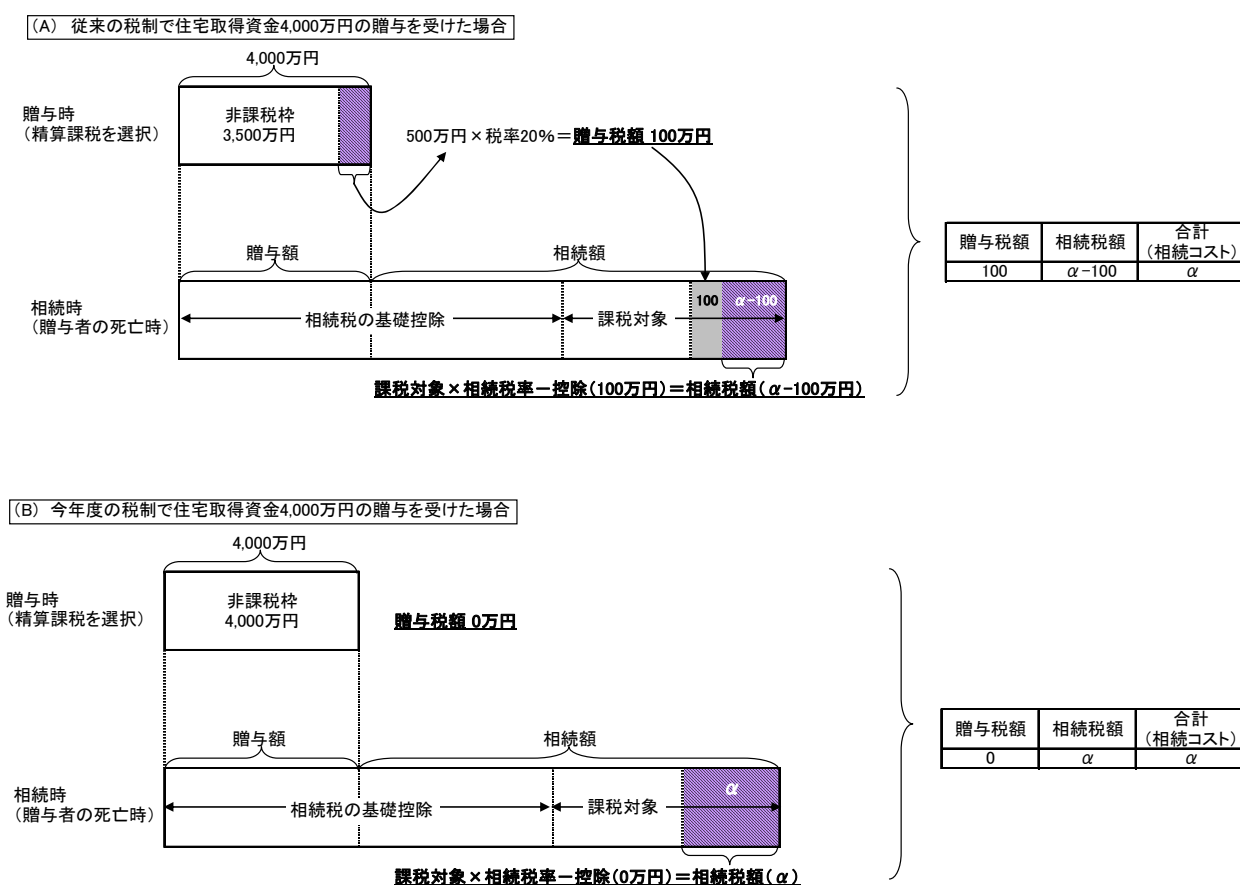 (A) 従来の税制で住宅取得資金4,000万円の贈与を受けた場合
4,000万円
贈与時
(精算課税を選択)
非課税枠
3,500万円
500万円×税率20%=贈与税額 100万円
贈与額
相続額
相続時
(贈与者の死亡時)
相続税の基礎控除
課税対象
100
α-100
課税対象×相続税率-控除(100万円)=相続税額(α-100万円)
贈与税額 相続税額 合計
(相続コスト)
100 α-100 α
(B) 今年度の税制で住宅取得資金4,000万円の贈与を受けた場合
4,000万円
贈与時
(精算課税を選択)
非課税枠
4,000万円
贈与税額 0万円
贈与額
相続額
相続時
(贈与者の死亡時)
相続税の基礎控除
課税対象
α
課税対象×相続税率-控除(0万円)=相続税額(α)
贈与税額 相続税額 合計
(相続コスト)
0 α α